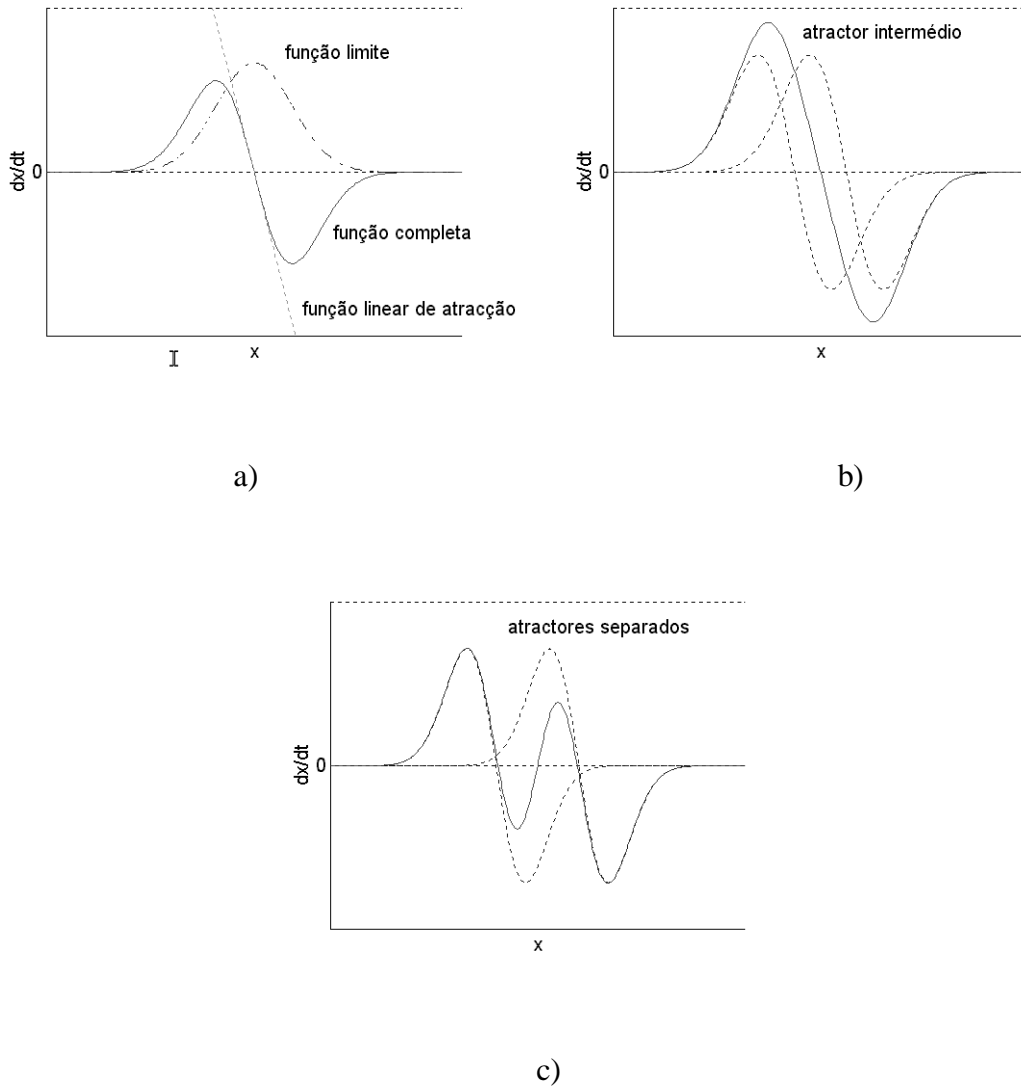 função limite
dx/dt
0
função completa
função linear de atracção
x
a)
atractor intermédio
dx/dt
0
x
b)
atractores separados
dx/dt
0
x
c)